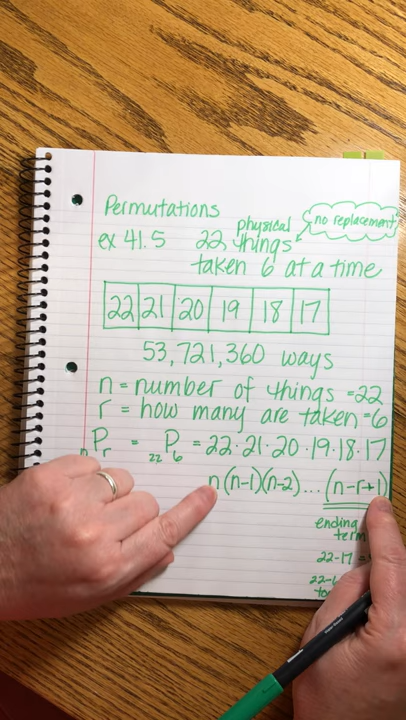 Permutations
no replacement
physical
ex 41.5 22 things
taken 6 at a time
22 21 20 19 18 17
53,721,360 ways
n = number of things = 22
r = how many are taken = 6
nPr = 22P6 = 22·21·20·19·18·17
n(n-1)(n-2)...(n-r+1)
ending
term
22-17 =
22-